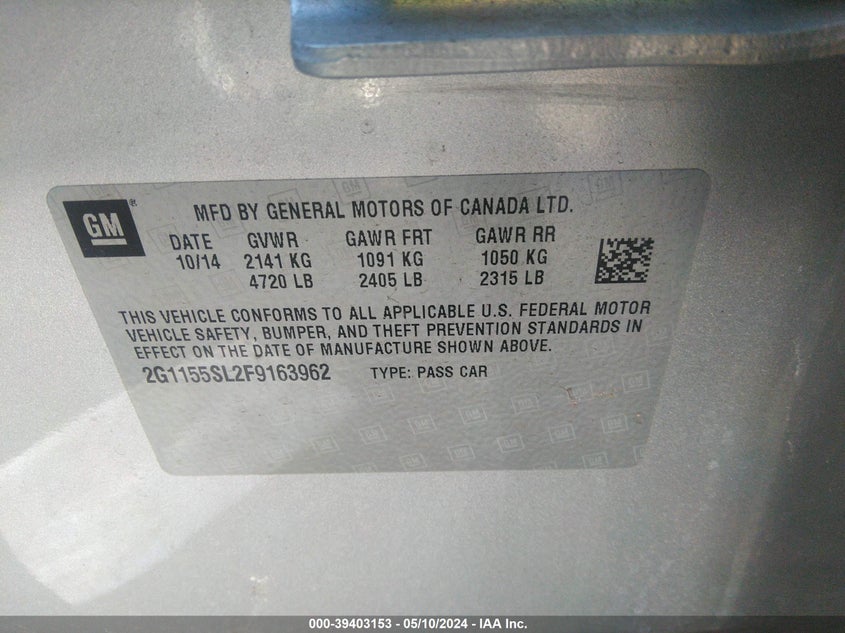 GM ®
MFD BY GENERAL MOTORS OF CANADA LTD.
DATE GVWR GAWR FRT GAWR RR
10/14 2141 KG 1091 KG 1050 KG
4720 LB 2405 LB 2315 LB
THIS VEHICLE CONFORMS TO ALL APPLICABLE U.S. FEDERAL MOTOR
VEHICLE SAFETY, BUMPER, AND THEFT PREVENTION STANDARDS IN
EFFECT ON THE DATE OF MANUFACTURE SHOWN ABOVE.
2G1155SL2F9163962 TYPE: PASS CAR
000-39403153 - 05/10/2024 - IAA Inc.